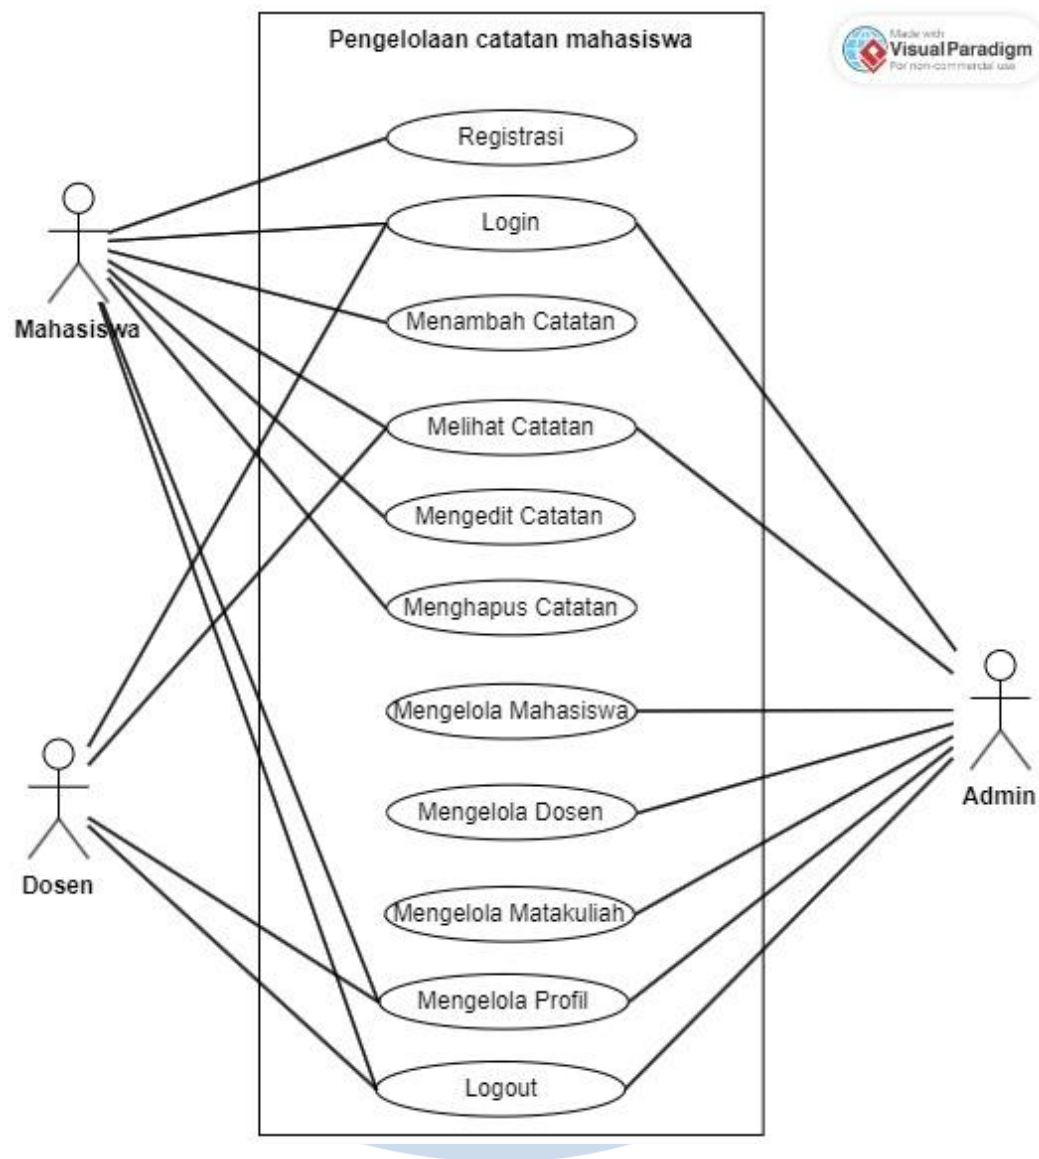 Pengelolaan catatan mahasiswa
Made with
Visual Paradigm
For non-commercial use
Registrasi
Login
Menambah Catatan
Mahasiswa
Melihat Catatan
Mengedit Catatan
Menghapus Catatan
Mengelola Mahasiswa
Mengelola Dosen
Admin
Dosen
Mengelola Matakuliah
Mengelola Profil
Logout